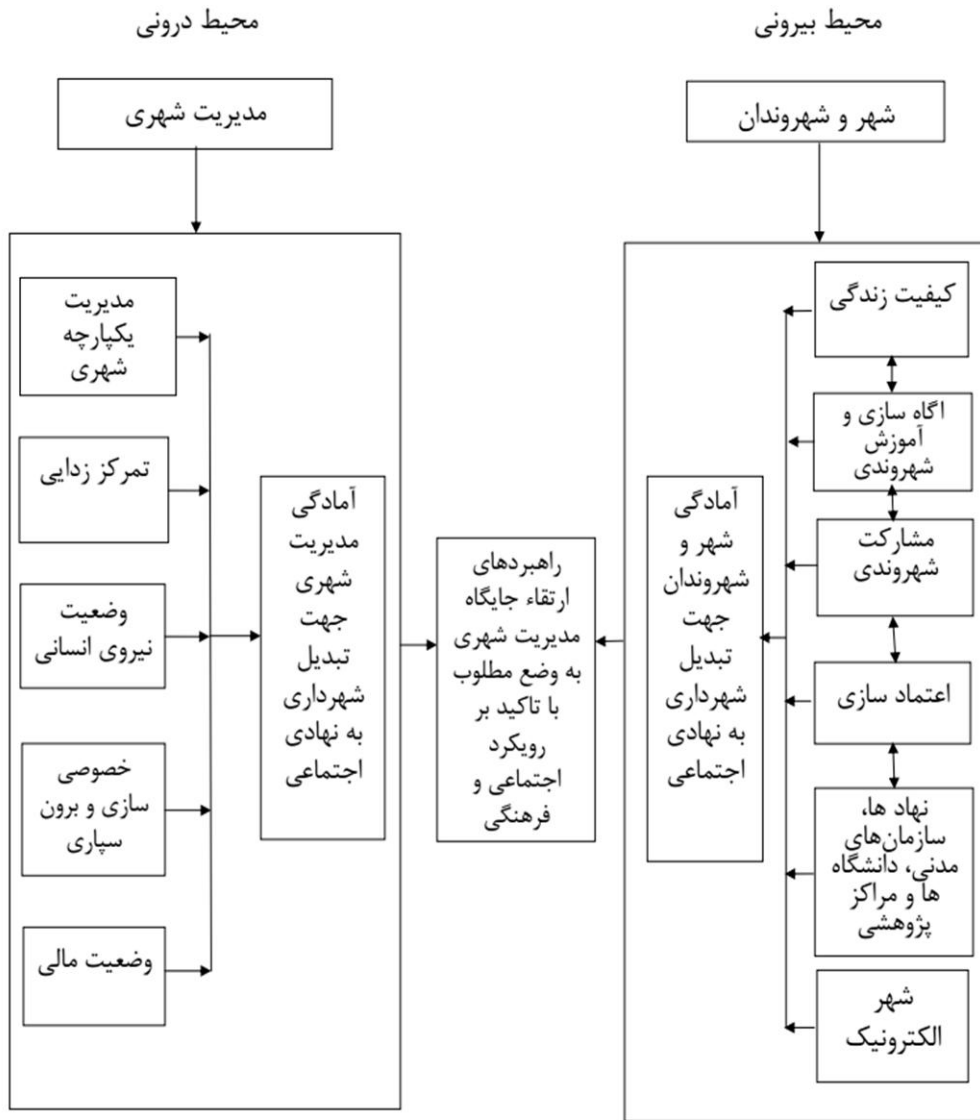 محیط بیرونی
محیط درونی
شهر و شهروندان
مدیریت شهری
کیفیت زندگی
اگاه سازی و
آموزش
شهروندی
مشارکت
شهروندی
اعتماد سازی
نهاد ها،
سازمان‌های
مدنی، دانشگاه
ها و مراکز
پژوهشی
شهر
الکترونیک
آمادگی
شهر و
شهروندان
جهت
تبدیل
شهرداری
به نهادی
اجتماعی
راهبردهای
ارتقاء جایگاه
مدیریت شهری
به وضع مطلوب
با تاکید بر
رویکرد
اجتماعی و
فرهنگی
آمادگی
مدیریت
شهری
جهت
تبدیل
شهرداری
به نهادی
اجتماعی
مدیریت
یکپارچه
شهری
تمرکز زدایی
وضعیت
نیروی انسانی
خصوصی
سازی و برون
سپاری
وضعیت مالی